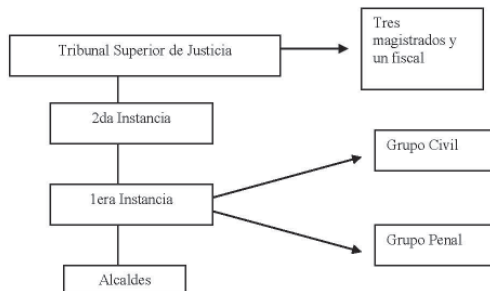 Tribunal Superior de Justicia
Tres
magistrados y
un fiscal
2da Instancia
Grupo Civil
1era Instancia
Grupo Penal
Alcaldes